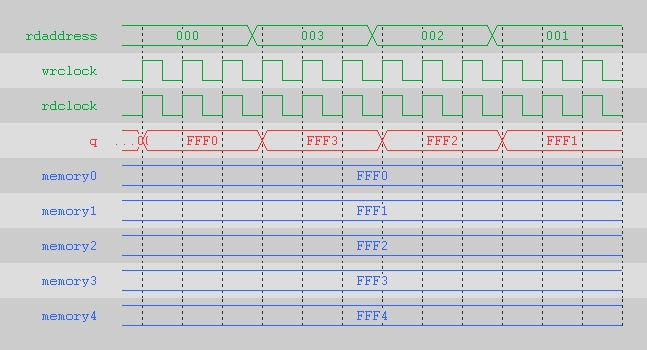 rdaddress 000 003 002 001
wrclock
rdclock
q ...0( FFF0 FFF3 FFF2 FFF1
memory0 FFF0
memory1 FFF1
memory2 FFF2
memory3 FFF3
memory4 FFF4